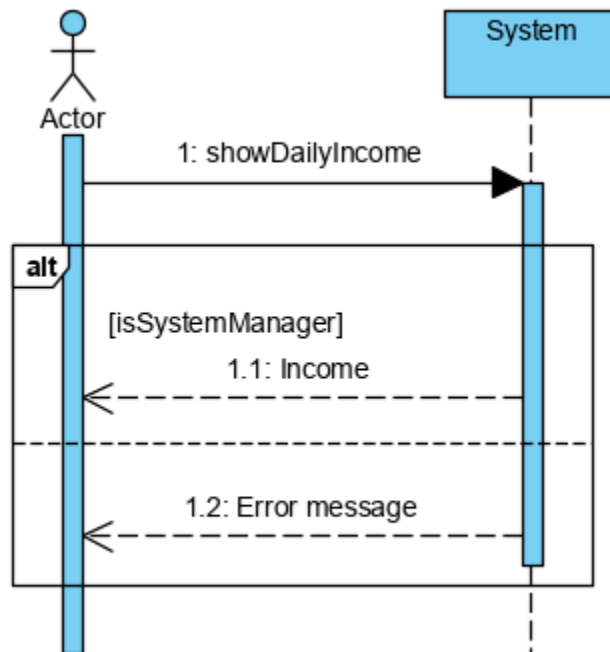 System
Actor
1: showDailyIncome
alt
[isSystemManager]
1.1: Income
1.2: Error message